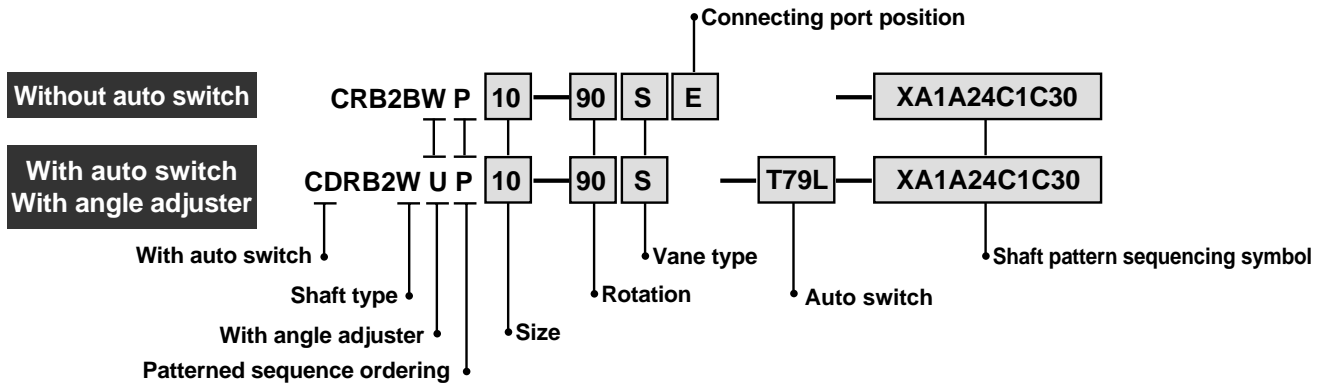 Connecting port position
Without auto switch
CRB2BW P 10 — 90 S E — XA1A24C1C30
With auto switch
With angle adjuster
CDRB2W U P 10 — 90 S — T79L — XA1A24C1C30
With auto switch
Vane type
Shaft pattern sequencing symbol
Shaft type
Rotation
Auto switch
With angle adjuster
Size
Patterned sequence ordering